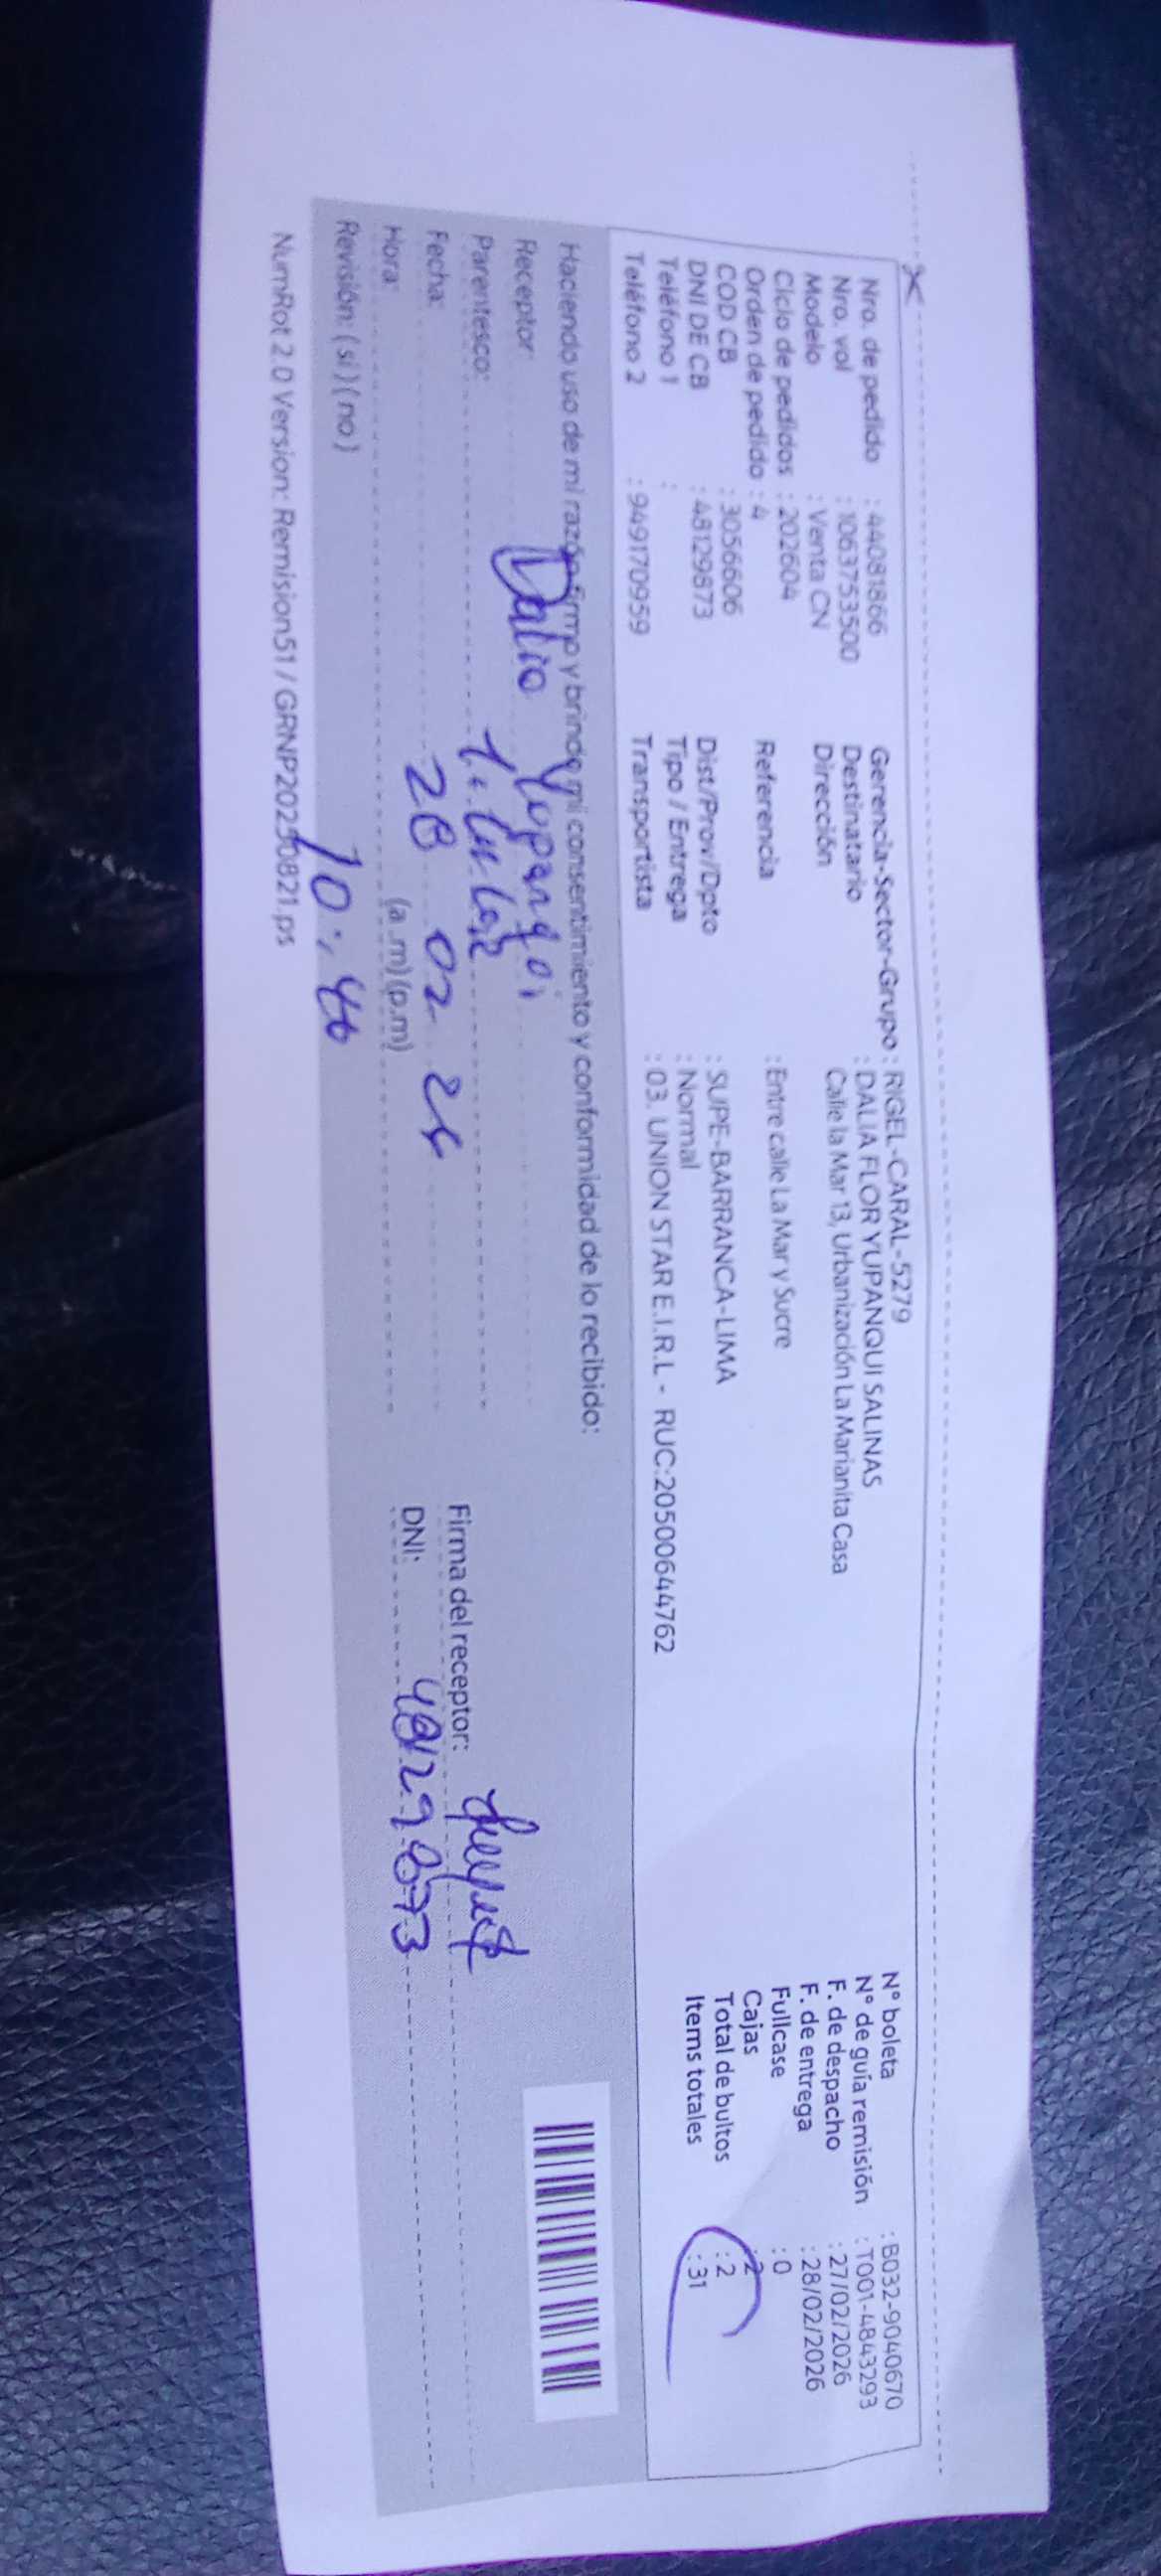 Nro. de pedido : 44081866
Nro. vol : 1063753500
Modelo : Venta CN
Ciclo de pedidos : 202604
Orden de pedido : 4
COD CB : 3056606
DNI DE CB : 48129873
Teléfono 1 :
Teléfono 2 : 949170959
Gerencia-Sector-Grupo : RIGEL-CARAL-5279
Destinatario : DALIA FLOR YUPANQUI SALINAS
Dirección Calle la Mar 13, Urbanización La Marianita Casa
Referencia : Entre calle La Mar y Sucre
Dist/Prov/Dpto : SUPE-BARRANCA-LIMA
Tipo / Entrega : Normal
Transportista : 03. UNION STAR E.I.R.L - RUC:20500644762
N° boleta : B032-9040670
N° de guía remisión : T001-4843293
F. de despacho : 27/02/2026
F. de entrega : 28/02/2026
Fullcase : 0
Cajas : 2
Total de bultos : 2
Items totales : 31
Haciendo uso de mi razón firmo y brindo mi consentimiento y conformidad de lo recibido:
Receptor: Dalia Yupanqui
Parentesco: titular
Fecha: 28 02 26
Hora: (a.m) (p.m)
10:40
Revisión: ( si ) ( no )
Firma del receptor:
DNI: 48129873
NumRot 2.0 Version: Remision51 / GRNP20250821.ps